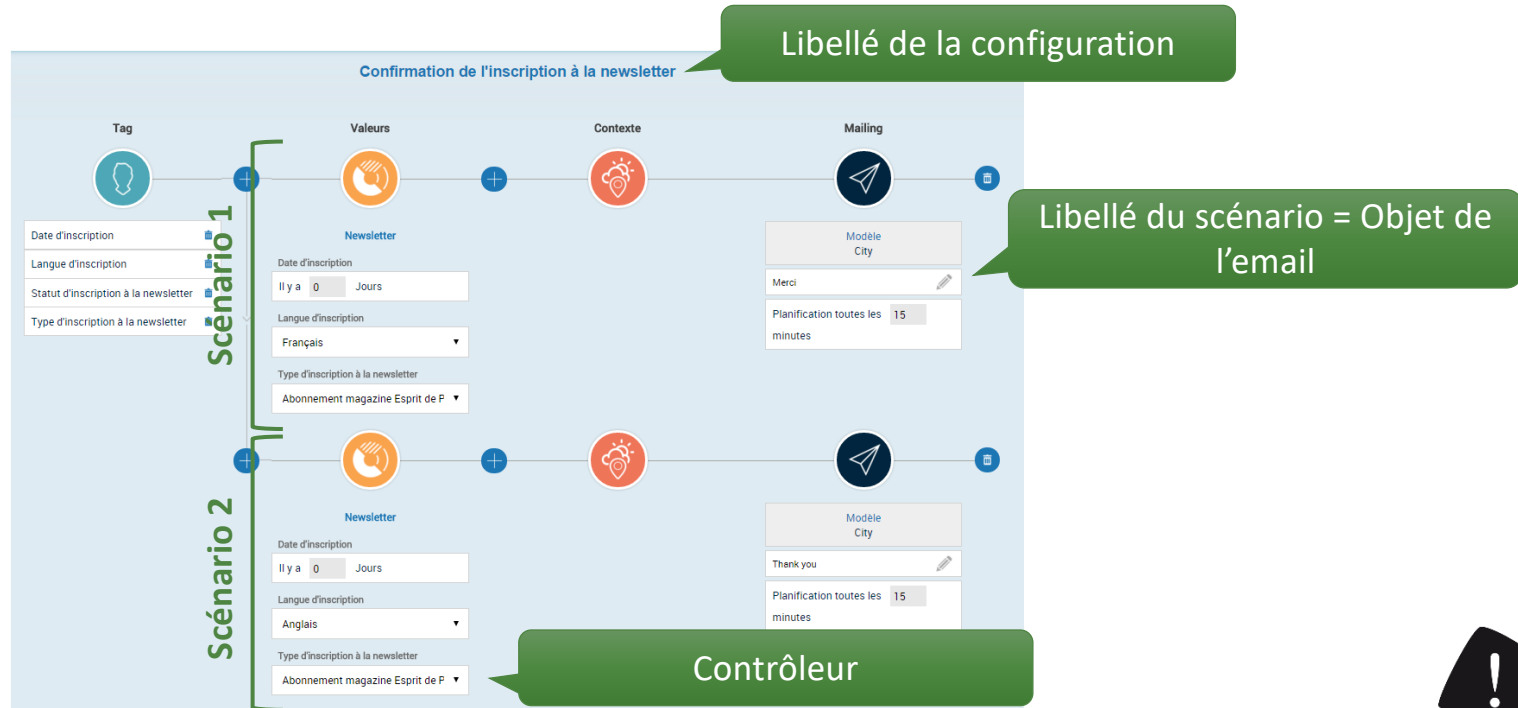 Libellé de la configuration
Confirmation de l'inscription à la newsletter
Tag
Valeurs
Contexte
Mailing
Scénario 1
Date d'inscription
Langue d'inscription
Statut d'inscription à la newsletter
Type d'inscription à la newsletter
Newsletter
Date d'inscription
Il y a 0 Jours
Langue d'inscription
Français
Type d'inscription à la newsletter
Abonnement magazine Esprit de P
Modèle
City
Merci
Planification toutes les 15
minutes
Libellé du scénario = Objet de
l'email
Scénario 2
Newsletter
Date d'inscription
Il y a 0 Jours
Langue d'inscription
Anglais
Type d'inscription à la newsletter
Abonnement magazine Esprit de P
Modèle
City
Thank you
Planification toutes les 15
minutes
Contrôleur
!